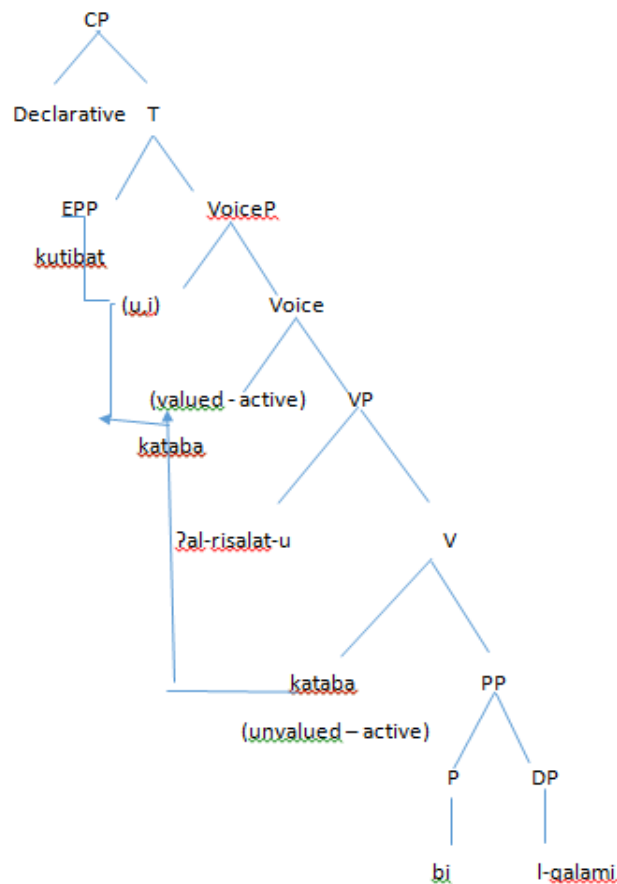 CP
Declarative T
EPP VoiceP
kutibat
(u,i) Voice
(valued - active) VP
kataba
ʔal-risalat-u V
kataba PP
(unvalued – active)
P DP
bi l-qalami